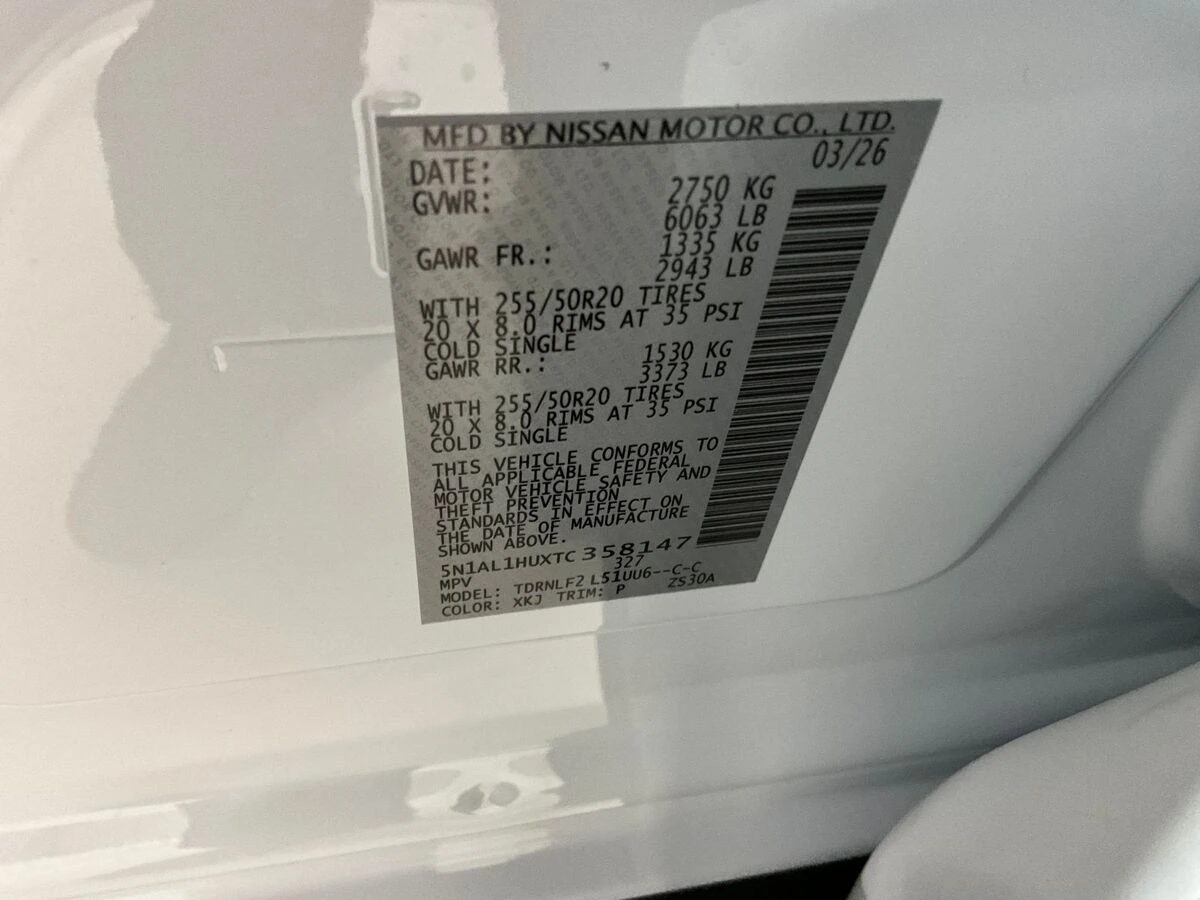 MFD BY NISSAN MOTOR CO., LTD.
DATE: 03/26
GVWR: 2750 KG
6063 LB
GAWR FR.: 1335 KG
2943 LB
WITH 255/50R20 TIRES
20 X 8.0 RIMS AT 35 PSI
COLD SINGLE
GAWR RR.: 1530 KG
3373 LB
WITH 255/50R20 TIRES
20 X 8.0 RIMS AT 35 PSI
COLD SINGLE
THIS VEHICLE CONFORMS TO
ALL APPLICABLE FEDERAL
MOTOR VEHICLE SAFETY AND
THEFT PREVENTION
STANDARDS IN EFFECT ON
THE DATE OF MANUFACTURE
SHOWN ABOVE.
5N1AL1HUXTC358147
MPV 327
MODEL: TDRNLF2 L51UU6--C-C
COLOR: XKJ TRIM: P ZS30A